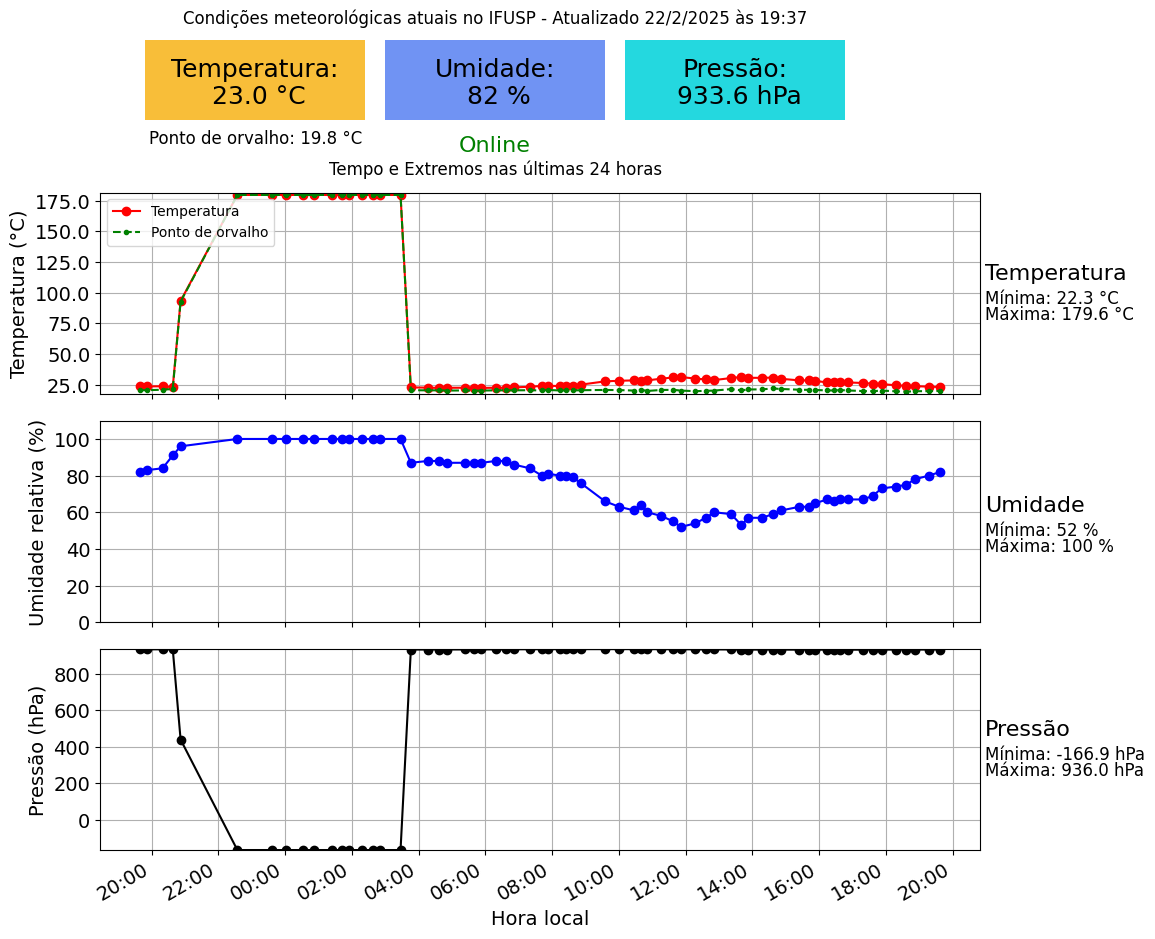 Condições meteorológicas atuais no IFUSP - Atualizado 22/2/2025 às 19:37
Temperatura:
23.0 °C
Umidade:
82 %
Pressão:
933.6 hPa
Ponto de orvalho: 19.8 °C
Online
Tempo e Extremos nas últimas 24 horas
Temperatura (°C)
175.0
150.0
125.0
100.0
75.0
50.0
25.0
Temperatura
Ponto de orvalho
Temperatura
Mínima: 22.3 °C
Máxima: 179.6 °C
Umidade relativa (%)
100
80
60
40
20
0
Umidade
Mínima: 52 %
Máxima: 100 %
Pressão (hPa)
800
600
400
200
0
Pressão
Mínima: -166.9 hPa
Máxima: 936.0 hPa
20:00 22:00 00:00 02:00 04:00 06:00 08:00 10:00 12:00 14:00 16:00 18:00 20:00
Hora local